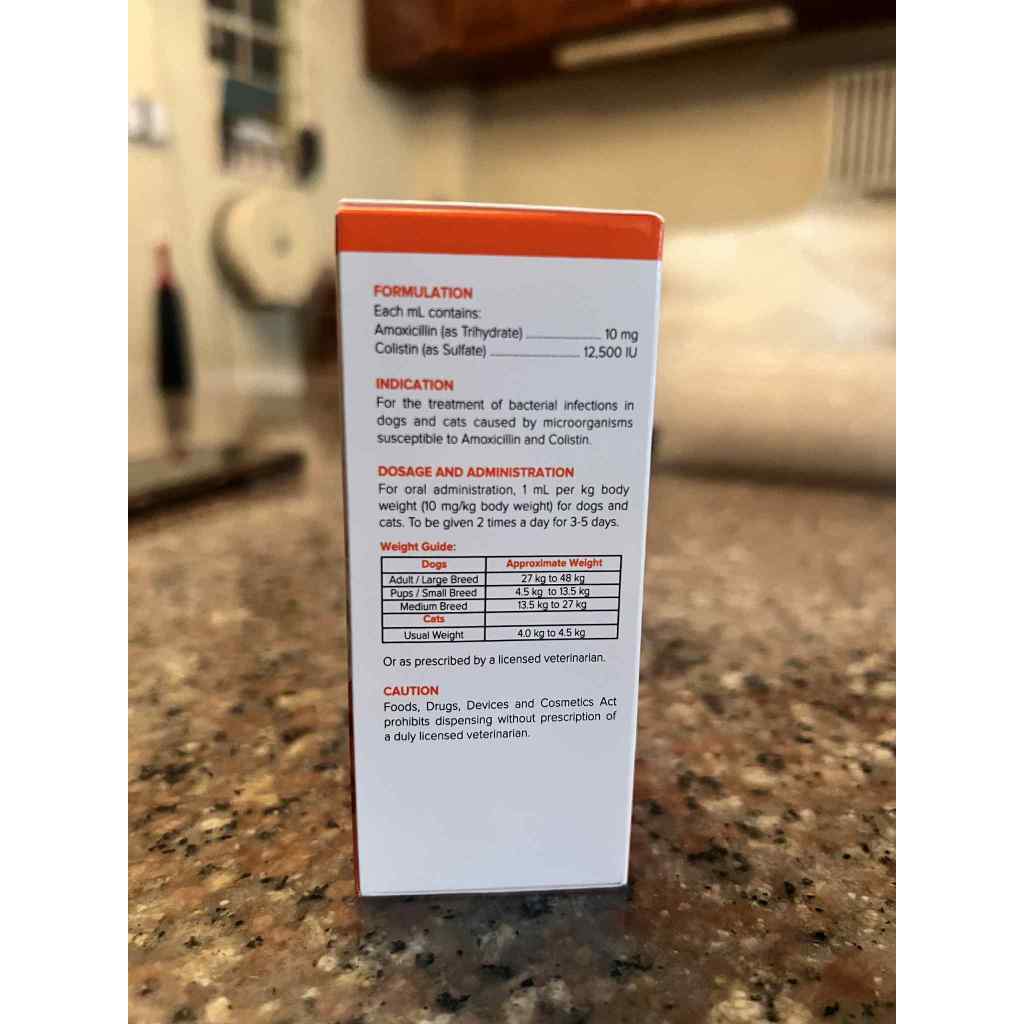 FORMULATION
Each mL contains:
Amoxicillin (as Trihydrate) 10 mg
Colistin (as Sulfate) 12,500 IU
INDICATION
For the treatment of bacterial infections in
dogs and cats caused by microorganisms
susceptible to Amoxicillin and Colistin.
DOSAGE AND ADMINISTRATION
For oral administration, 1 mL per kg body
weight (10 mg/kg body weight) for dogs and
cats. To be given 2 times a day for 3-5 days.
Weight Guide:
Dogs Approximate Weight
Adult / Large Breed 27 kg to 48 kg
Pups / Small Breed 4.5 kg to 13.5 kg
Medium Breed 13.5 kg to 27 kg
Cats
Usual Weight 4.0 kg to 4.5 kg
Or as prescribed by a licensed veterinarian.
CAUTION
Foods, Drugs, Devices and Cosmetics Act
prohibits dispensing without prescription of
a duly licensed veterinarian.